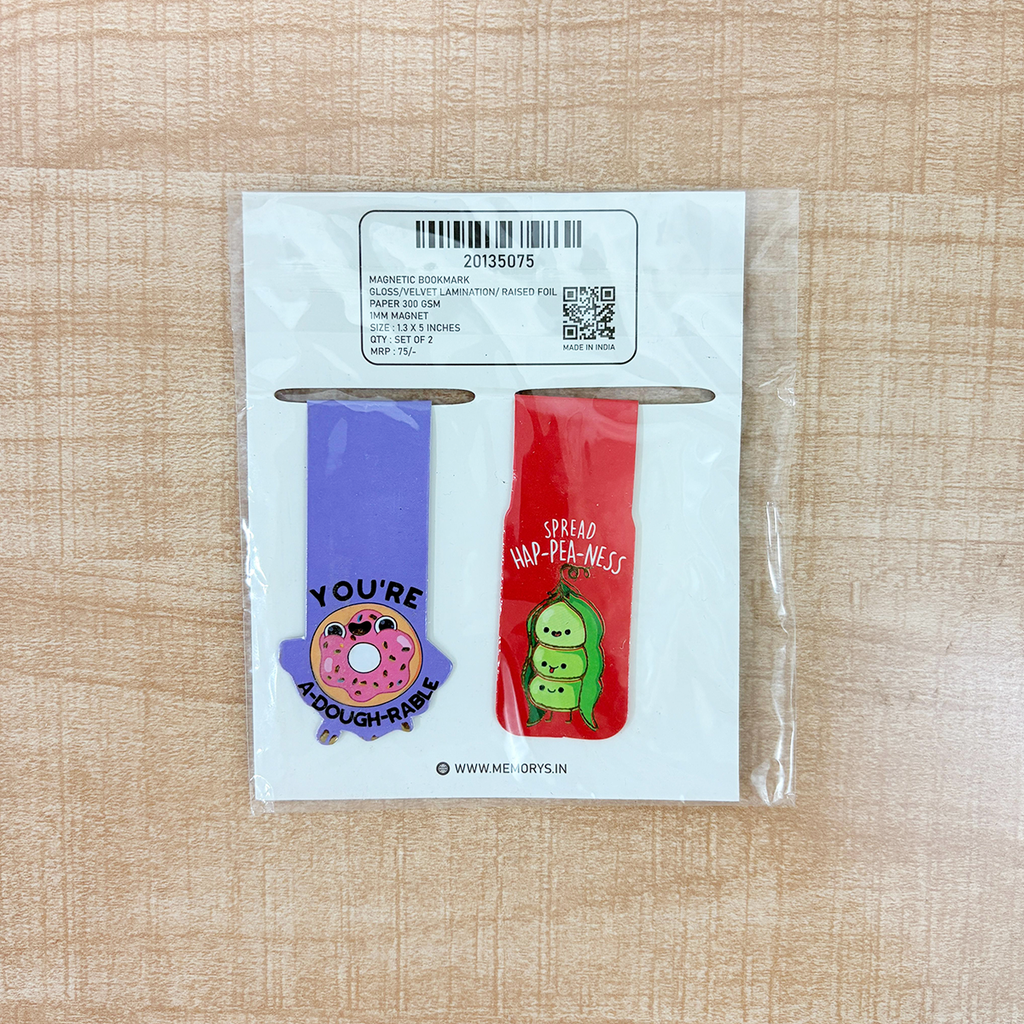 20135075
MAGNETIC BOOKMARK
GLOSS/VELVET LAMINATION/ RAISED FOIL
PAPER 300 GSM
1MM MAGNET
SIZE : 1.3 X 5 INCHES
QTY : SET OF 2
MRP : 75/-
MADE IN INDIA
YOU'RE
A-DOUGH-RABLE
SPREAD
HAP-PEA-NESS
WWW.MEMORYS.IN